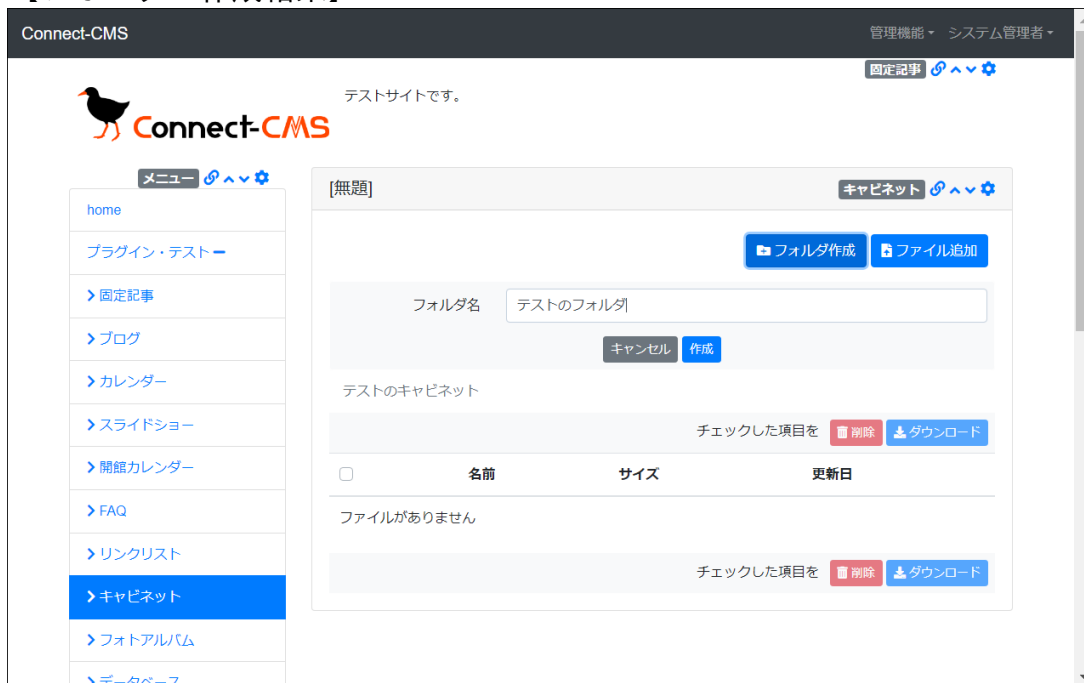 Connect-CMS
管理機能 システム管理者
固定記事
テストサイトです。
Connect-CMS
メニュー
home
プラグイン・テスト
固定記事
ブログ
カレンダー
スライドショー
開館カレンダー
FAQ
リンクリスト
キャビネット
フォトアルバム
データベース
[無題]
キャビネット
フォルダ作成 ファイル追加
フォルダ名 テストのフォルダ
キャンセル 作成
テストのキャビネット
チェックした項目を 削除 ダウンロード
名前 サイズ 更新日
ファイルがありません
チェックした項目を 削除 ダウンロード